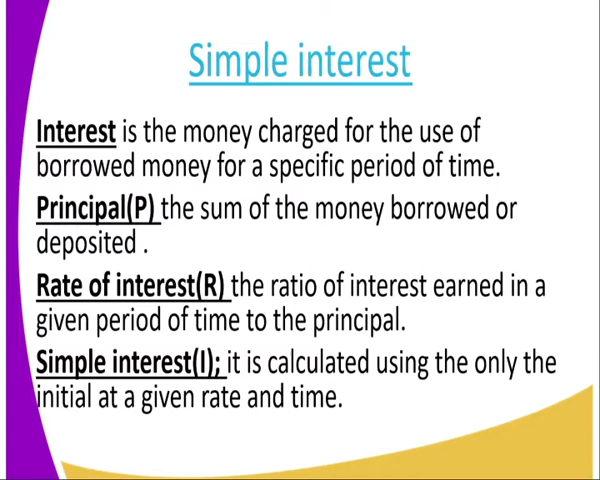 Simple interest
Interest is the money charged for the use of
borrowed money for a specific period of time.
Principal(P) the sum of the money borrowed or
deposited .
Rate of interest(R) the ratio of interest earned in a
given period of time to the principal.
Simple interest(I); it is calculated using the only the
initial at a given rate and time.